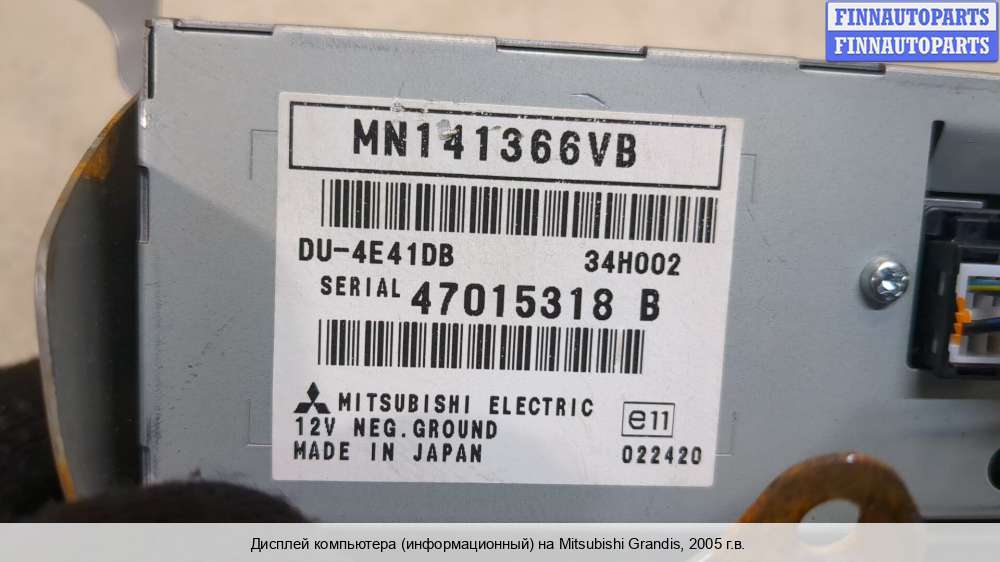 FINNAUTOPARTS
FINNAUTOPARTS
MN141366VB
DU-4E41DB 34H002
SERIAL 47015318 B
MITSUBISHI ELECTRIC
12V NEG.GROUND e11
MADE IN JAPAN 022420
Дисплей компьютера (информационный) на Mitsubishi Grandis, 2005 г.в.